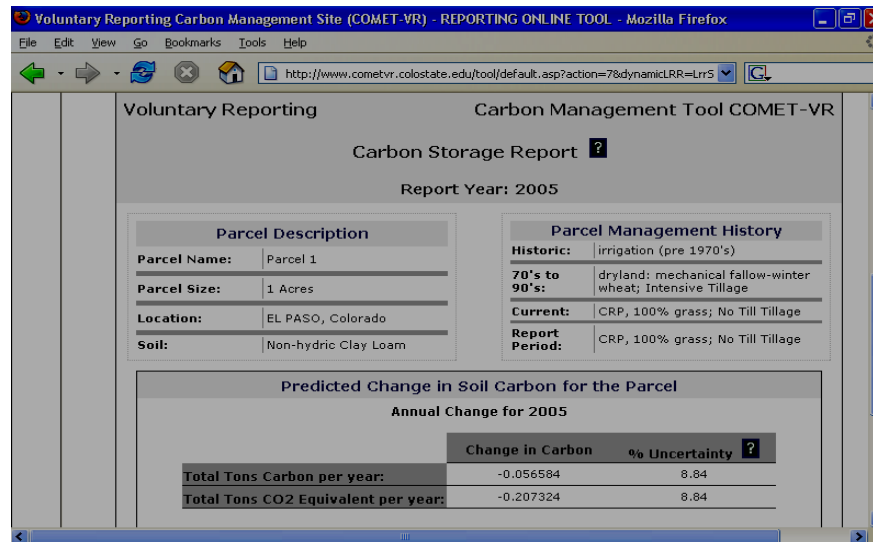 Voluntary Reporting Carbon Management Site (COMET-VR) - REPORTING ONLINE TOOL - Mozilla Firefox
File Edit View Go Bookmarks Tools Help
http://www.cometvr.colostate.edu/tool/default.asp?action=7&dynamicLRR=Lrr5 G
Voluntary Reporting Carbon Management Tool COMET-VR
Carbon Storage Report ?
Report Year: 2005
Parcel Description
Parcel Name: Parcel 1
Parcel Size: 1 Acres
Location: EL PASO, Colorado
Soil: Non-hydric Clay Loam
Parcel Management History
Historic: irrigation (pre 1970's)
70's to dryland: mechanical fallow-winter
90's: wheat; Intensive Tillage
Current: CRP, 100% grass; No Till Tillage
Report
Period: CRP, 100% grass; No Till Tillage
Predicted Change in Soil Carbon for the Parcel
Annual Change for 2005
Change in Carbon % Uncertainty ?
Total Tons Carbon per year: -0.056584 8.84
Total Tons CO2 Equivalent per year: -0.207324 8.84